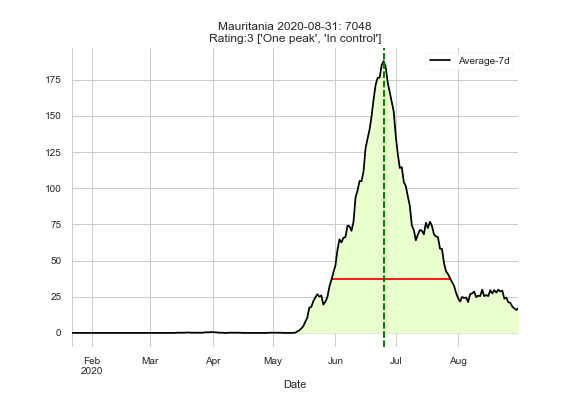 Mauritania 2020-08-31: 7048
Rating:3 ['One peak', 'In control']
Average-7d
175
150
125
100
75
50
25
0
Feb Mar Apr May Jun Jul Aug
2020
Date